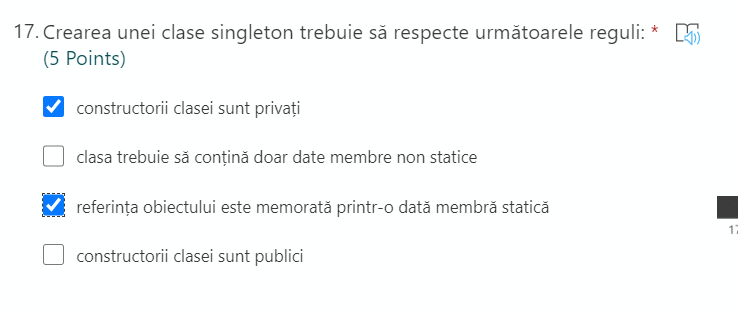 17. Crearea unei clase singleton trebuie să respecte următoarele reguli: *
(5 Points)
constructorii clasei sunt privați
clasa trebuie să conțină doar date membre non statice
referința obiectului este memorată printr-o dată membră statică
constructorii clasei sunt publici